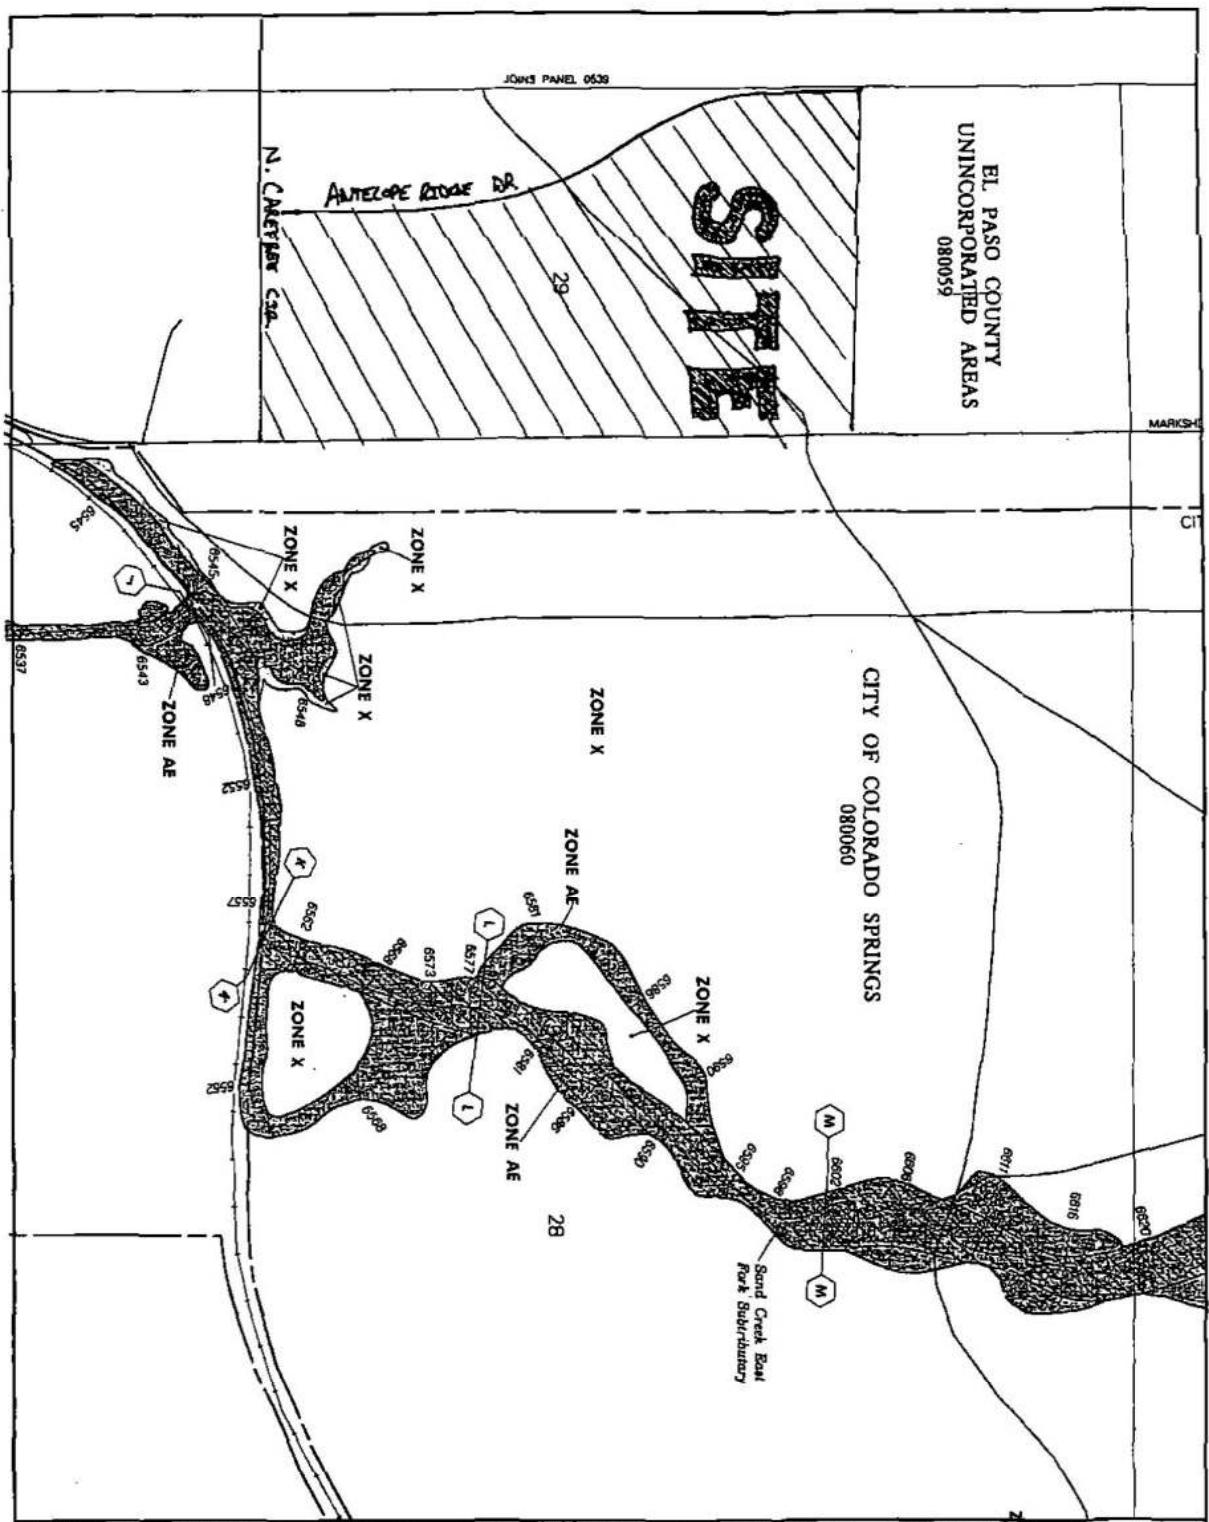 JOINS PANEL 0539
EL PASO COUNTY
UNINCORPORATED AREAS
080059
MARKSH
SITE
ANTELOPE RIDGE DR.
N. CAREFREE CIR.
29
CIT
ZONE X
ZONE X
ZONE X
ZONE X
CITY OF COLORADO SPRINGS
080060
6545
6545
6548
6548
6543
6537
ZONE AE
6552
6557
K
K
6562
6562
ZONE X
6568
6568
6573
6577
L
L
6581
6581
ZONE AE
ZONE AE
6586
6586
ZONE X
6590
6590
6595
6598
M
M
6602
6608
6611
6616
6620
28
Sand Creek East
Fork Subtributary